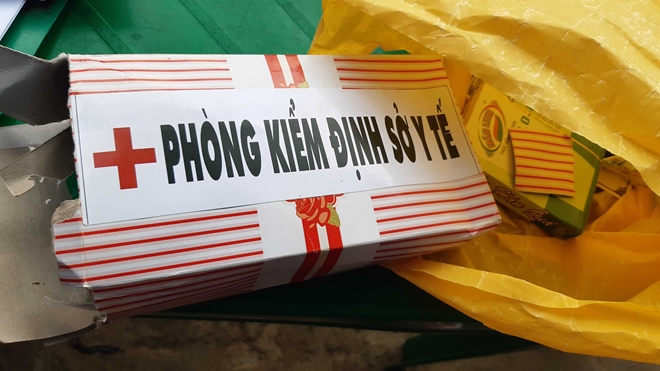 PHÒNG KIỂM ĐỊNH SỞ Y TẾ